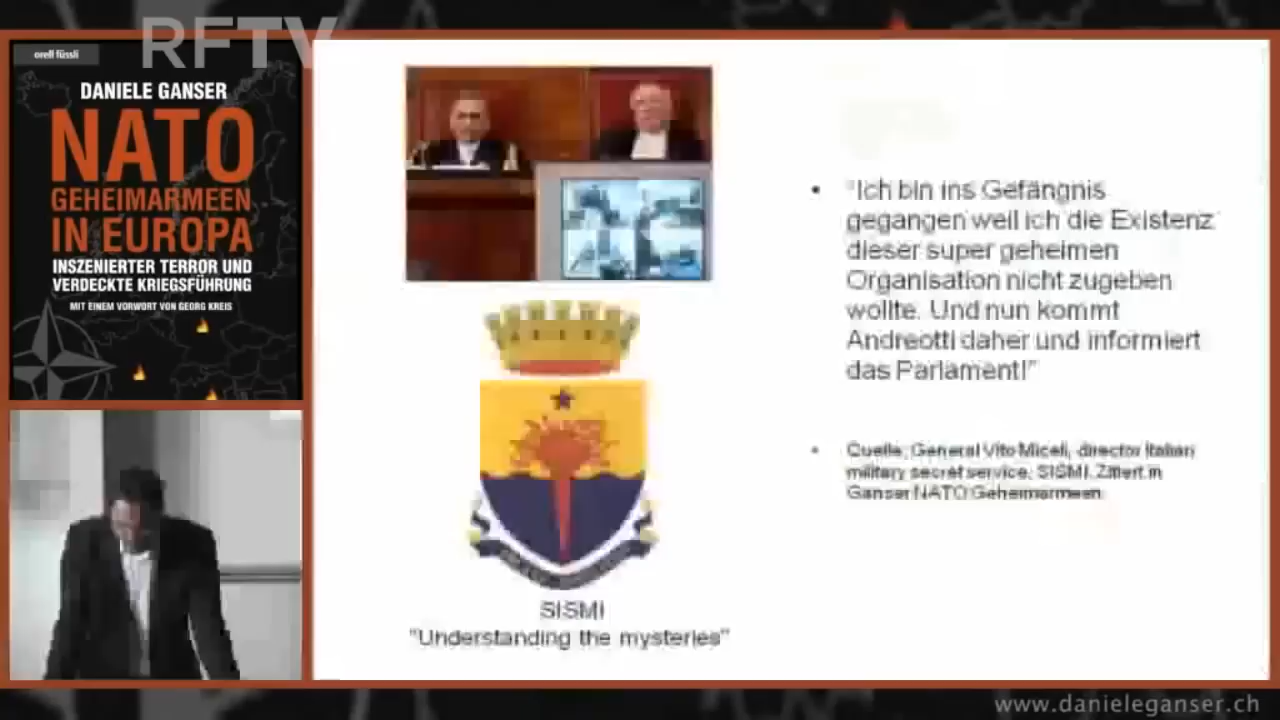 RFTV
orell füssli
DANIELE GANSER
NATO
GEHEIMARMEEN
IN EUROPA
INSZENIERTER TERROR UND
VERDECKTE KRIEGSFÜHRUNG
MIT EINEM VORWORT VON GEORG KREIS
• "Ich bin ins Gefängnis
gegangen weil ich die Existenz
dieser super geheimen
Organisation nicht zugeben
wollte. Und nun kommt
Andreotti daher und informiert
das Parlament!"
• Quelle: General Vito Miceli, director Italian
military secret service, SISMI. Zitiert in
Ganser NATO Geheimarmeen.
SISMI
"Understanding the mysteries"
www.danieleganser.ch